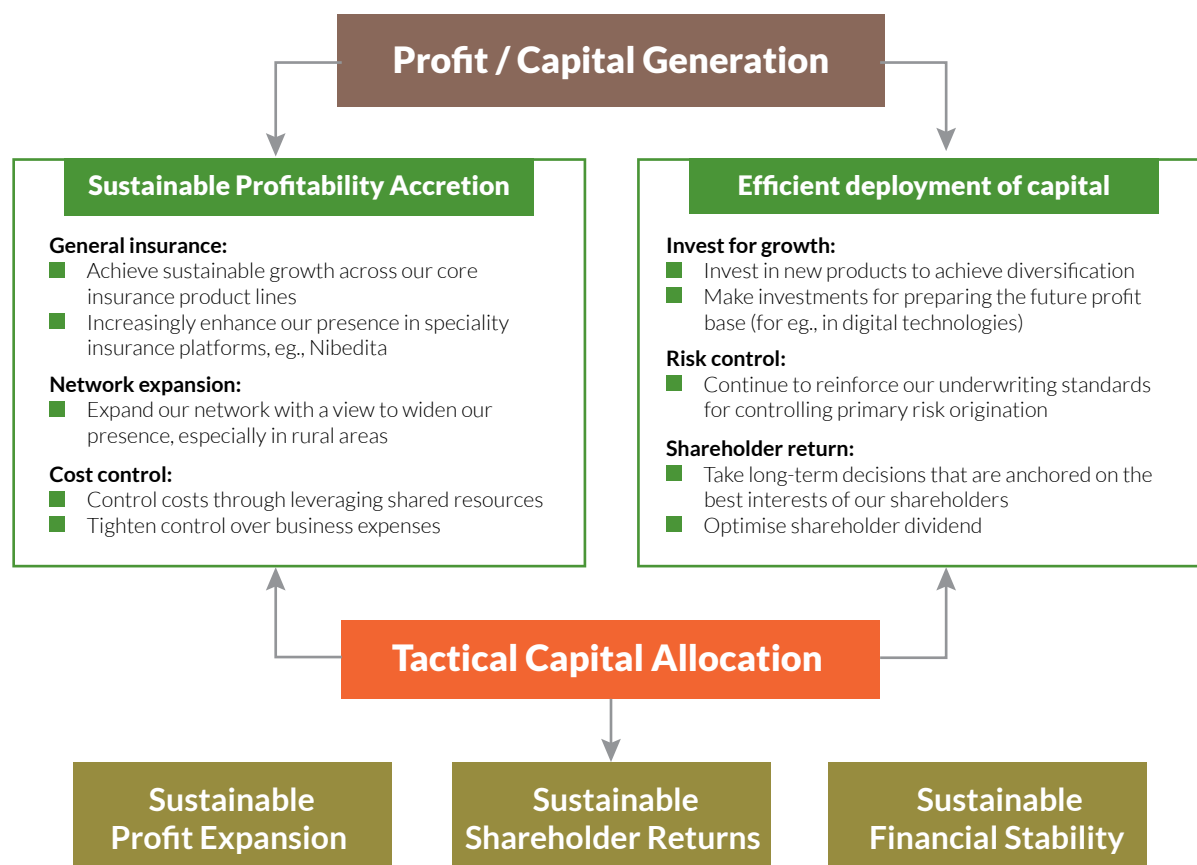 Profit / Capital Generation
Sustainable Profitability Accretion
General insurance:
Achieve sustainable growth across our core
insurance product lines
Increasingly enhance our presence in speciality
insurance platforms, eg., Nibedita
Network expansion:
Expand our network with a view to widen our
presence, especially in rural areas
Cost control:
Control costs through leveraging shared resources
Tighten control over business expenses
Efficient deployment of capital
Invest for growth:
Invest in new products to achieve diversification
Make investments for preparing the future profit
base (for eg., in digital technologies)
Risk control:
Continue to reinforce our underwriting standards
for controlling primary risk origination
Shareholder return:
Take long-term decisions that are anchored on the
best interests of our shareholders
Optimise shareholder dividend
Tactical Capital Allocation
Sustainable
Profit Expansion
Sustainable
Shareholder Returns
Sustainable
Financial Stability